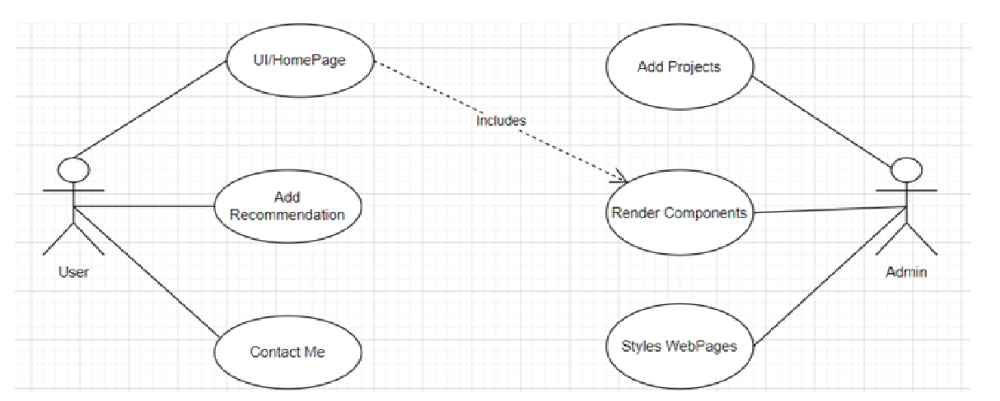 UI/HomePage
Add Projects
Includes
Add
Recommendation
Render Components
User
Admin
Contact Me
Styles WebPages